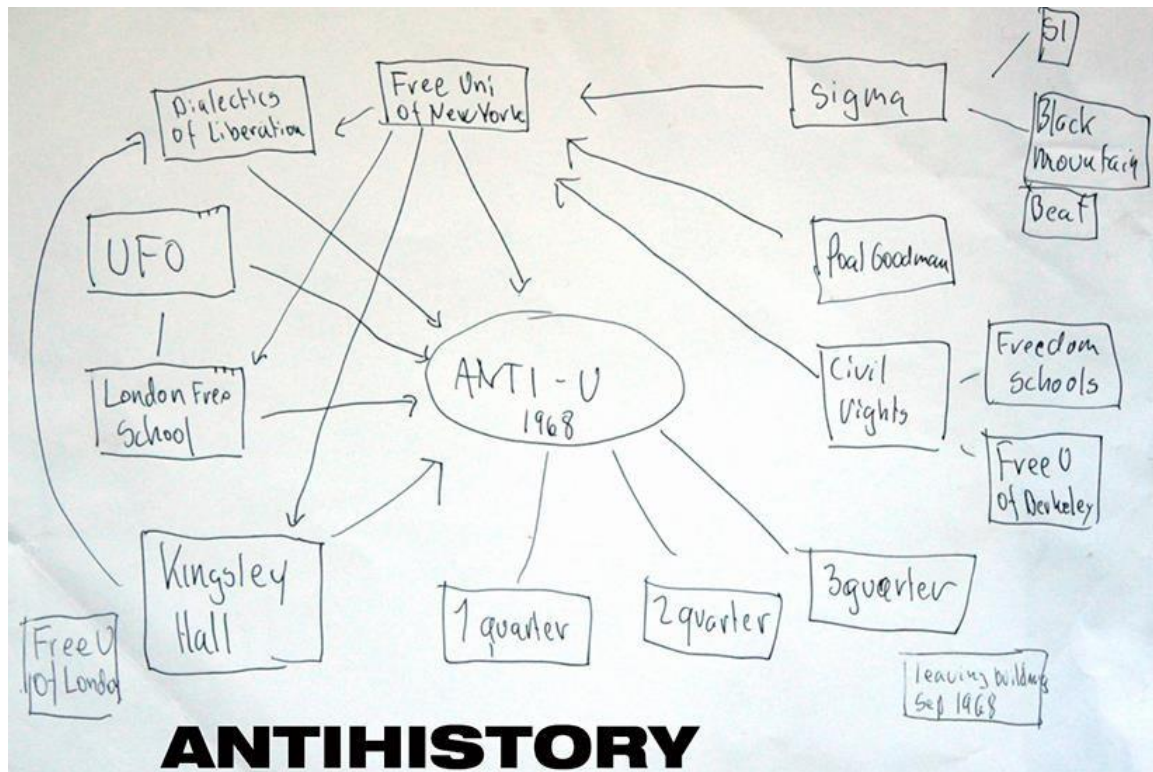 SI
Free Uni
of New York
Sigma
Dialectics
of Liberation
Black
Mountain
Beat
UFO
Poal Goodman
London Free
School
ANTI-U
1968
Civil
rights
Freedom
Schools
Free U
of Berkeley
Kingsley
Hall
1 quarter
2 quarter
3 quarter
Free U
of Londo
leaving building
Sep 1968
ANTIHISTORY